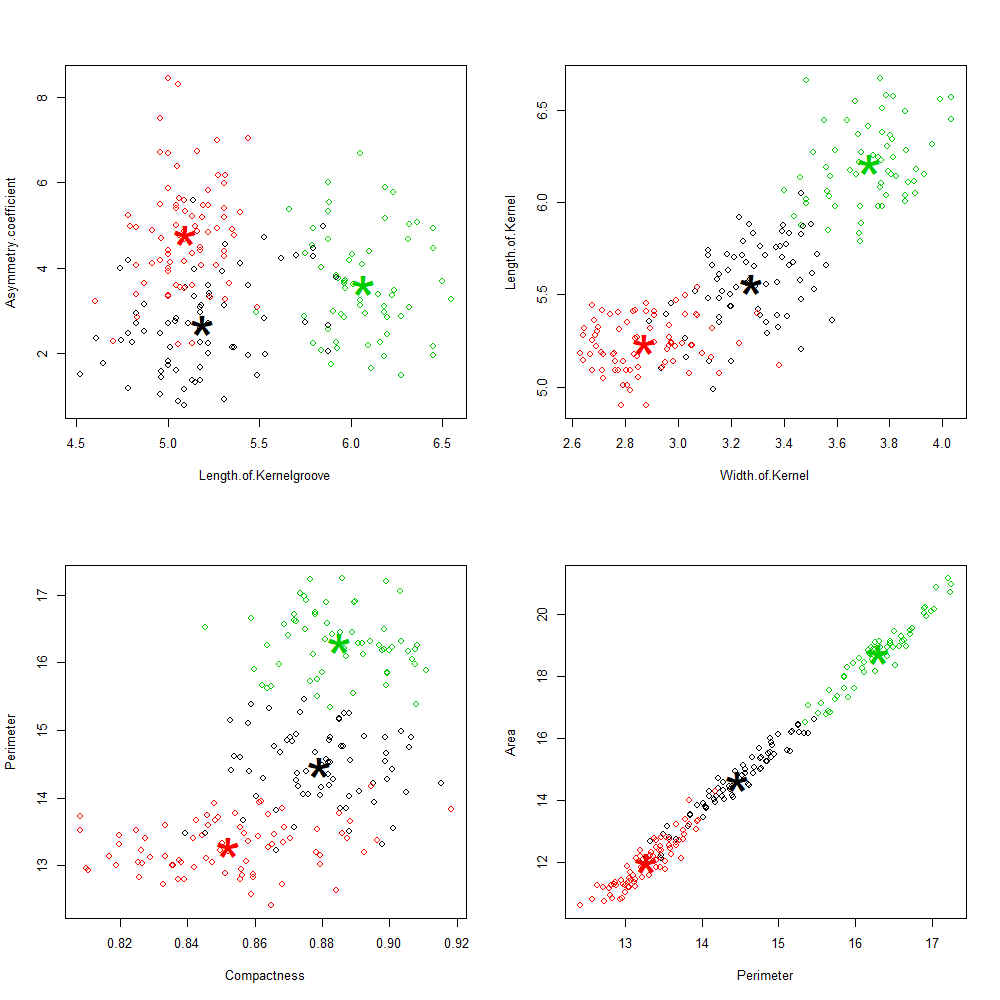 Asymmetry.coefficient
8
6
4
2
4.5 5.0 5.5 6.0 6.5
Length.of.Kernelgroove
Length.of.Kernel
6.5
6.0
5.5
5.0
2.6 2.8 3.0 3.2 3.4 3.6 3.8 4.0
Width.of.Kernel
Perimeter
17
16
15
14
13
0.82 0.84 0.86 0.88 0.90 0.92
Compactness
Area
20
18
16
14
12
13 14 15 16 17
Perimeter